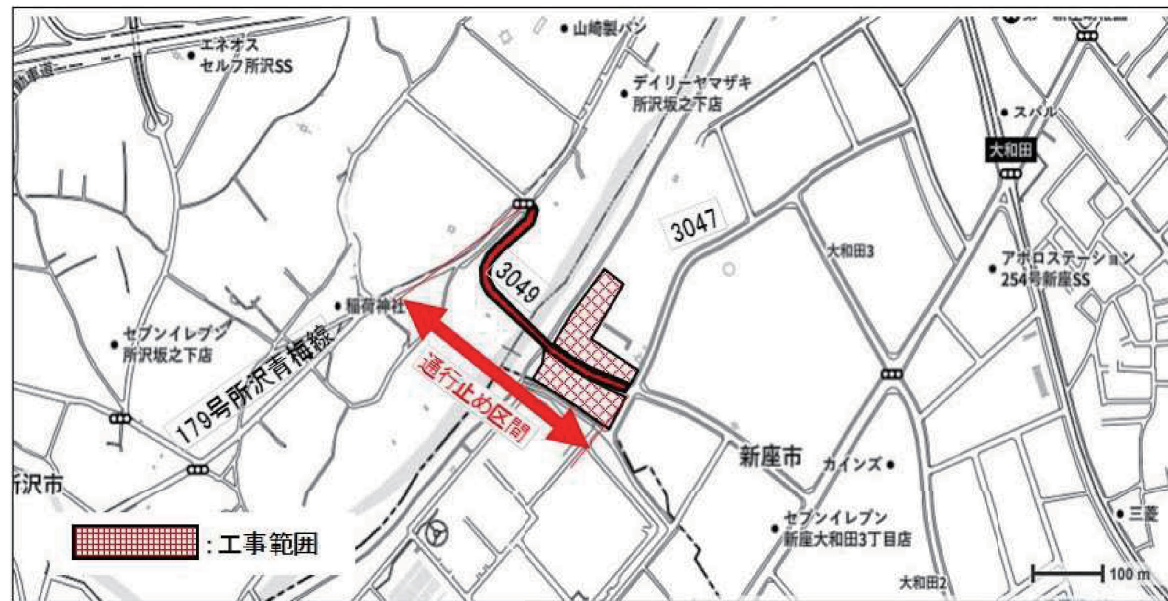 山崎製パン
エネオス
セルフ所沢SS
動車道
デイリーヤマザキ
所沢坂之下店
スバル
大和田
3047
大和田3
アポロステーション
254号新座SS
3049
稲荷神社
セブンイレブン
所沢坂之下店
179号所沢青梅線
通行止め区間
新座市
カインズ
所沢市
セブンイレブン
新座大和田3丁目店
三菱
:工事範囲
大和田2
100 m